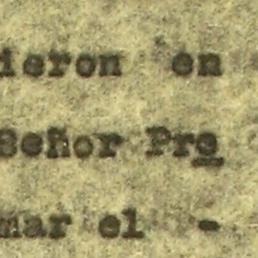 ieron en
Señor Pre
mar el -